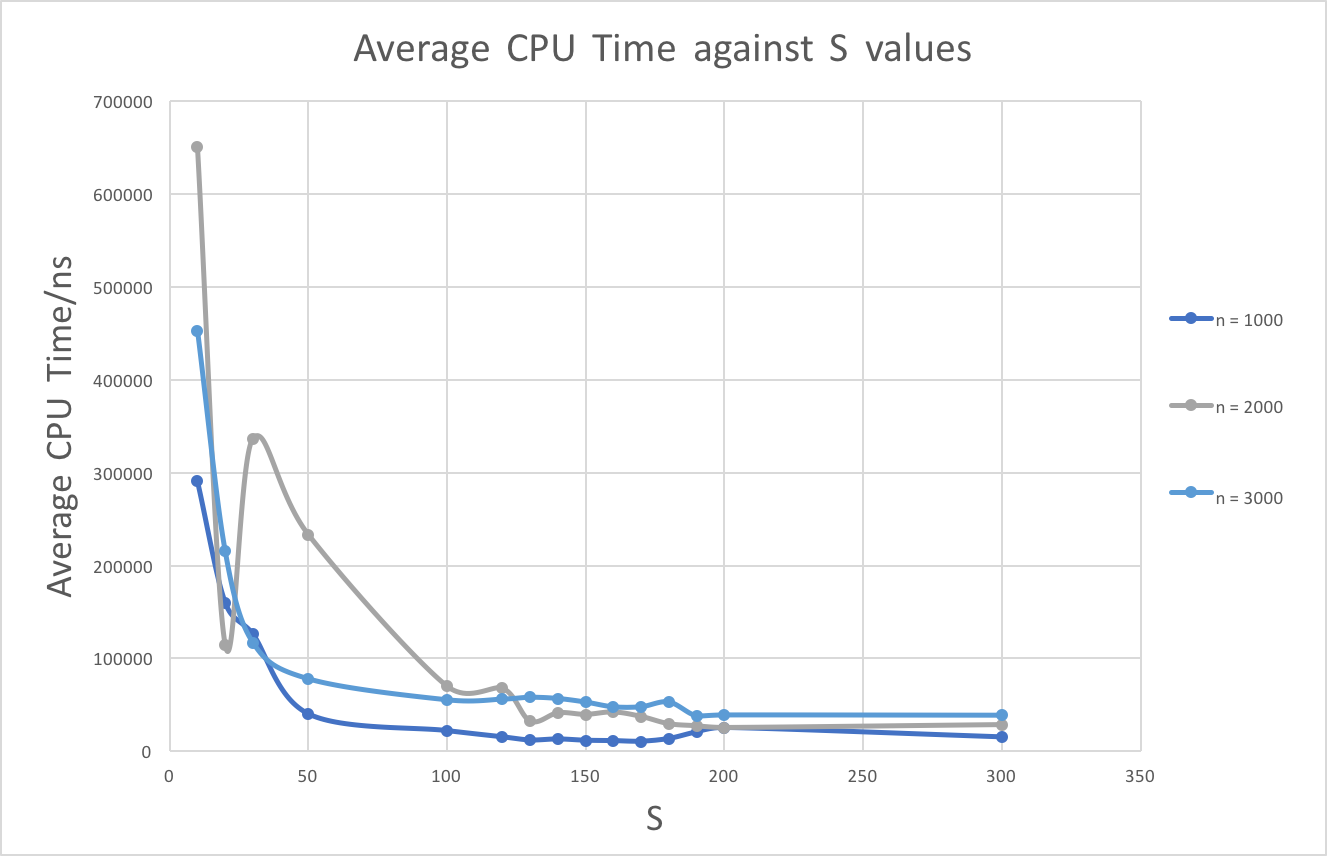 Average CPU Time against S values
Average CPU Time/ns
700000
600000
500000
400000
300000
200000
100000
0
0 50 100 150 200 250 300 350
S
n = 1000
n = 2000
n = 3000